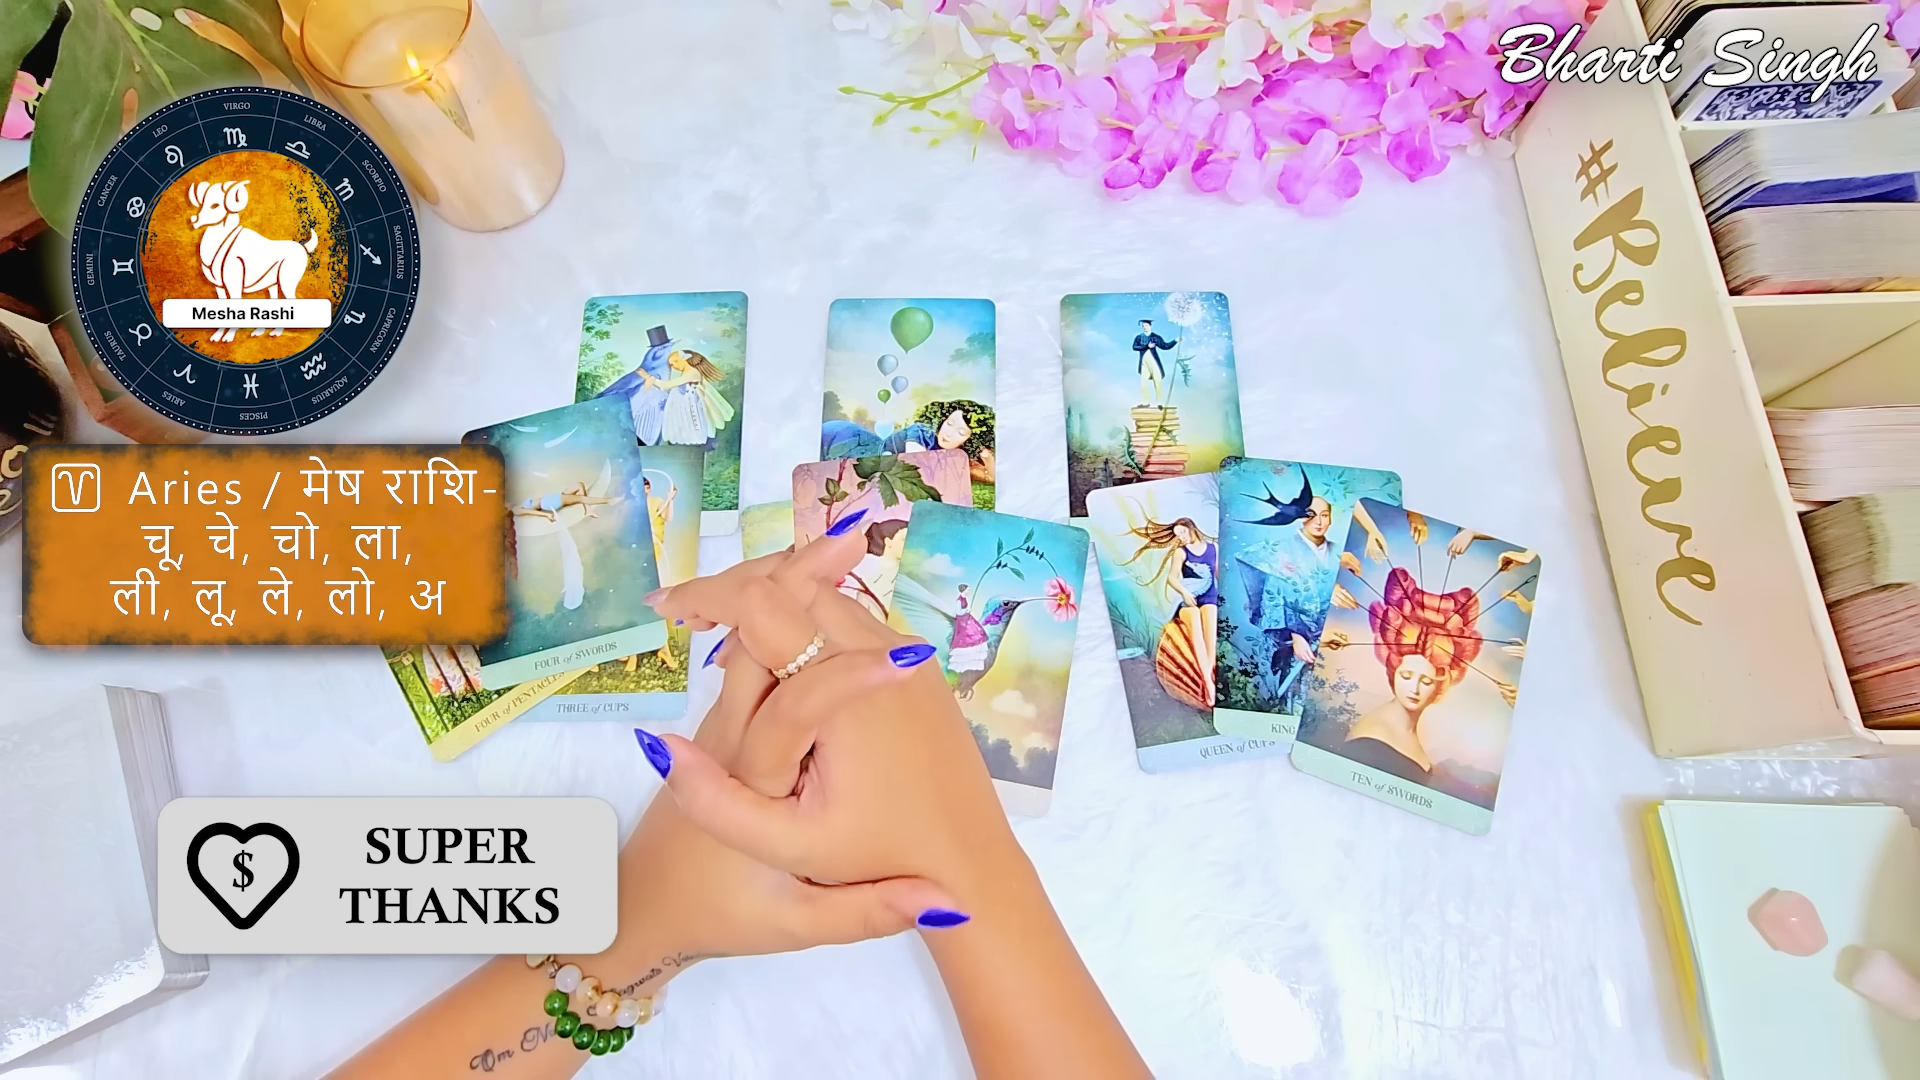 Bharti Singh
#Believe
VIRGO
LIBRA
SCORPIO
SAGITTARIUS
CAPRICORN
AQUARIUS
PISCES
ARIES
TAURUS
GEMINI
CANCER
LEO
Mesha Rashi
♈ Aries / मेष राशि-
चू, चे, चो, ला,
ली, लू, ले, लो, अ
FOUR of SWORDS
FOUR of PENTACLES
THREE of CUPS
KING
QUEEN of CUPS
TEN of SWORDS
SUPER
THANKS
$
Om